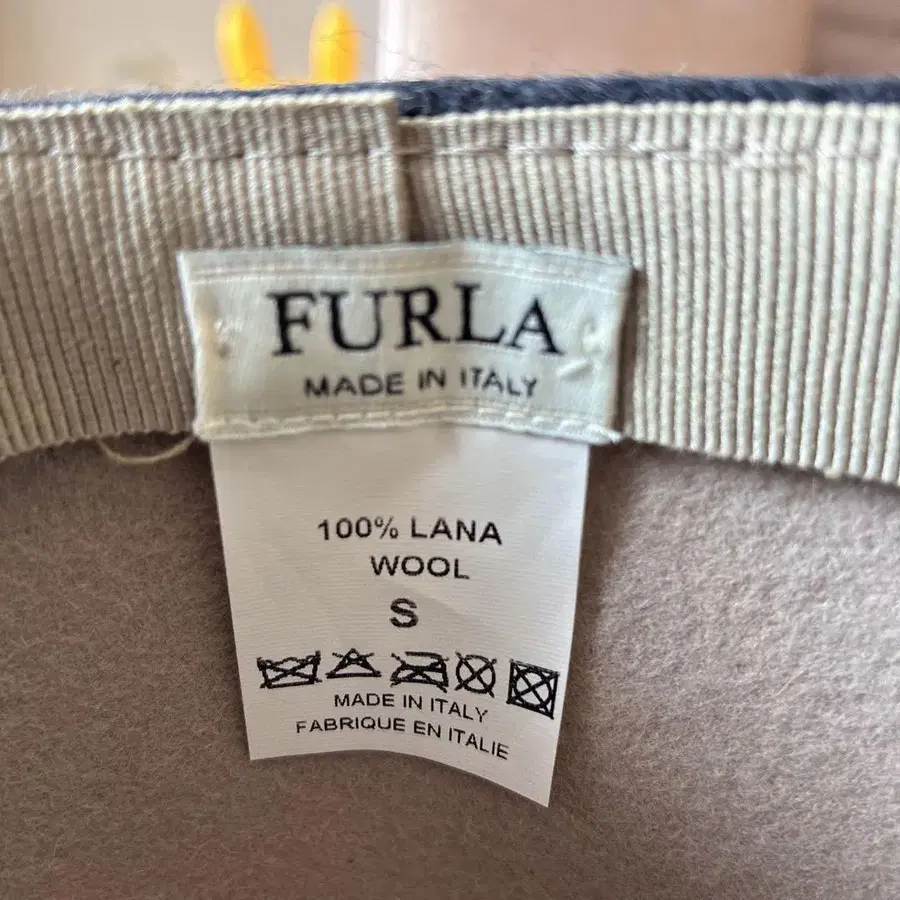 FURLA
MADE IN ITALY
100% LANA
WOOL
S
MADE IN ITALY
FABRIQUE EN ITALIE